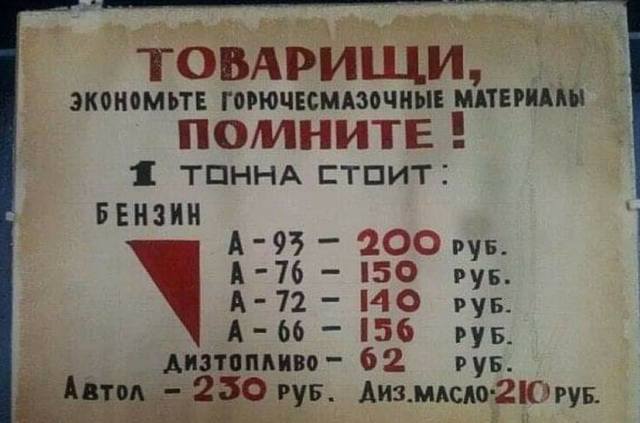 ТОВАРИЩИ,
ЭКОНОМЬТЕ ГОРЮЧЕСМАЗОЧНЫЕ МАТЕРИАЛЫ
ПОМНИТЕ!
1 ТОННА СТОИТ:
БЕНЗИН
А-93 — 200 РУБ.
А-76 — 150 РУБ.
А-72 — 140 РУБ.
А-66 — 156 РУБ.
ДИЗТОПЛИВО — 62 РУБ.
АВТОЛ — 230 РУБ. ДИЗ.МАСЛО-210 РУБ.